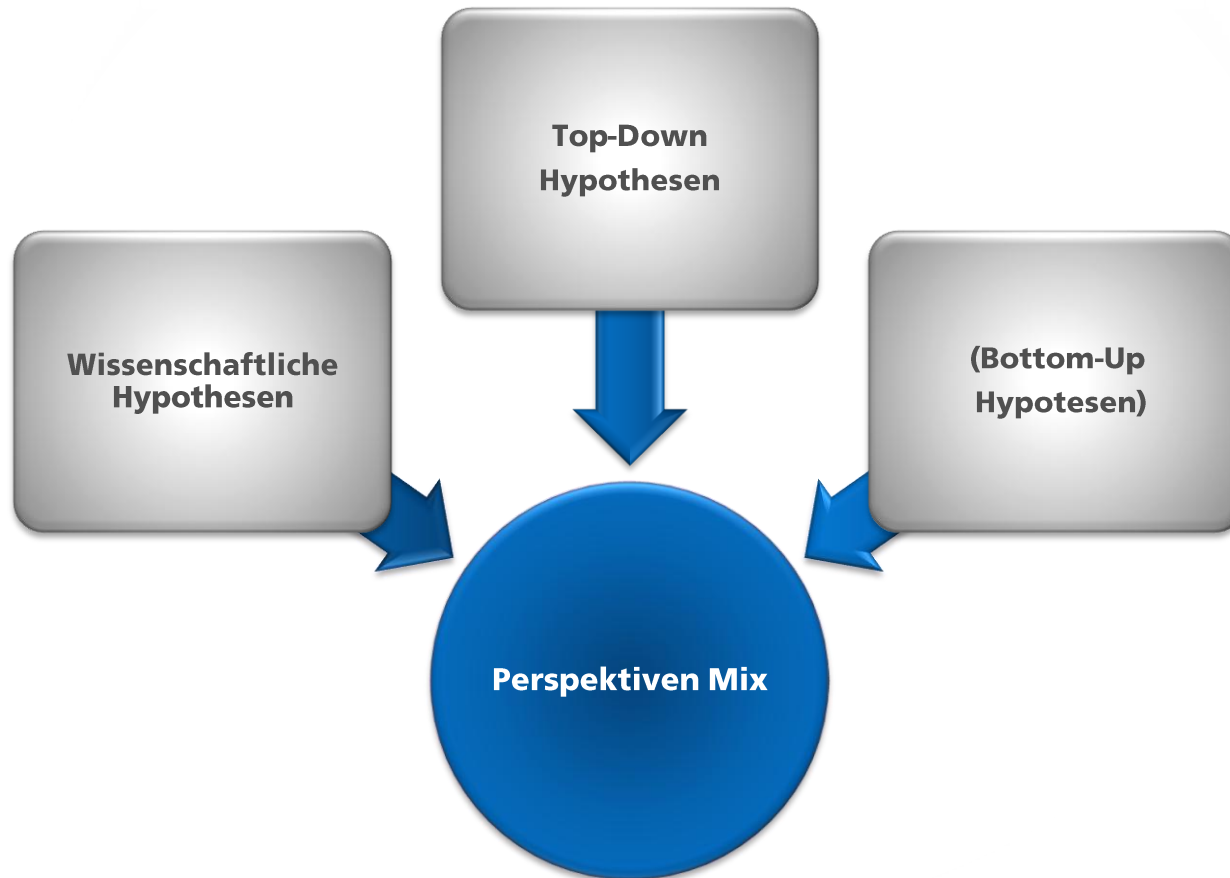 Top-Down
Hypothesen
Wissenschaftliche
Hypothesen
(Bottom-Up
Hypotesen)
Perspektiven Mix